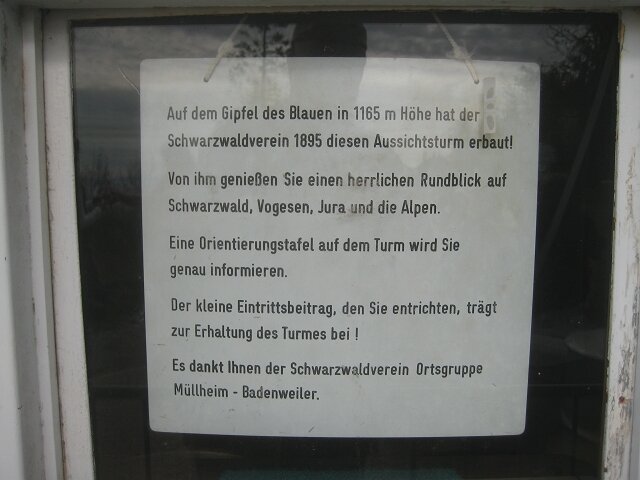 Auf dem Gipfel des Blauen in 1165 m Höhe hat der
Schwarzwaldverein 1895 diesen Aussichtsturm erbaut!
Von ihm genießen Sie einen herrlichen Rundblick auf
Schwarzwald, Vogesen, Jura und die Alpen.
Eine Orientierungstafel auf dem Turm wird Sie
genau informieren.
Der kleine Eintrittsbeitrag, den Sie entrichten, trägt
zur Erhaltung des Turmes bei !
Es dankt Ihnen der Schwarzwaldverein Ortsgruppe
Müllheim - Badenweiler.